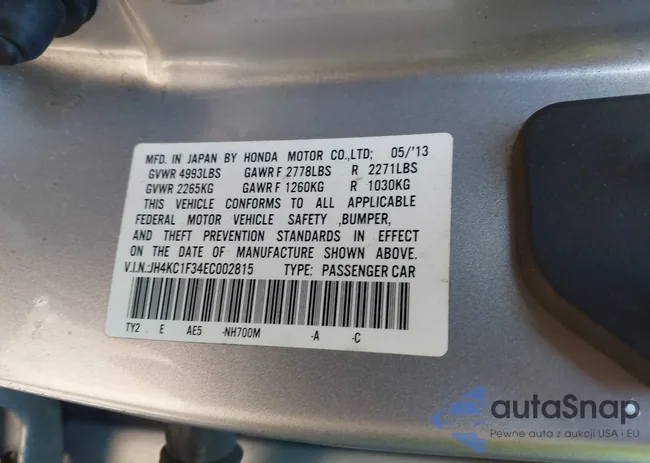 MFD. IN JAPAN BY HONDA MOTOR CO.,LTD; 05/'13
GVWR 4993LBS GAWR F 2778LBS R 2271LBS
GVWR 2265KG GAWR F 1260KG R 1030KG
THIS VEHICLE CONFORMS TO ALL APPLICABLE
FEDERAL MOTOR VEHICLE SAFETY ,BUMPER,
AND THEFT PREVENTION STANDARDS IN EFFECT
ON THE DATE OF MANUFACTURE SHOWN ABOVE.
V.I.N.:JH4KC1F34EC002815 TYPE: PASSENGER CAR
TY2 E AE5 -NH700M -A -C
autaSnap
Pewne auta z aukcji USA i EU